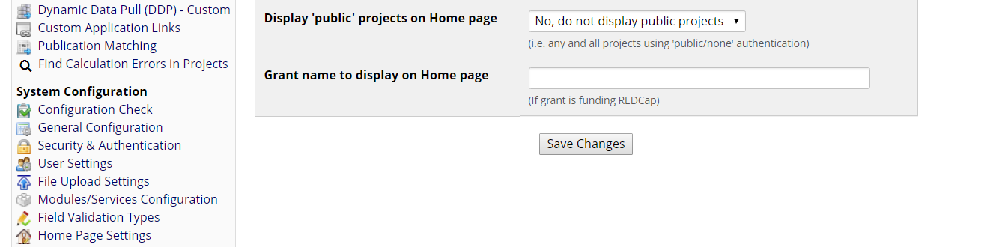 Dynamic Data Pull (DDP) - Custom
Custom Application Links
Publication Matching
Find Calculation Errors in Projects
System Configuration
Configuration Check
General Configuration
Security & Authentication
User Settings
File Upload Settings
Modules/Services Configuration
Field Validation Types
Home Page Settings
Display 'public' projects on Home page
No, do not display public projects
(i.e. any and all projects using 'public/none' authentication)
Grant name to display on Home page
(If grant is funding REDCap)
Save Changes